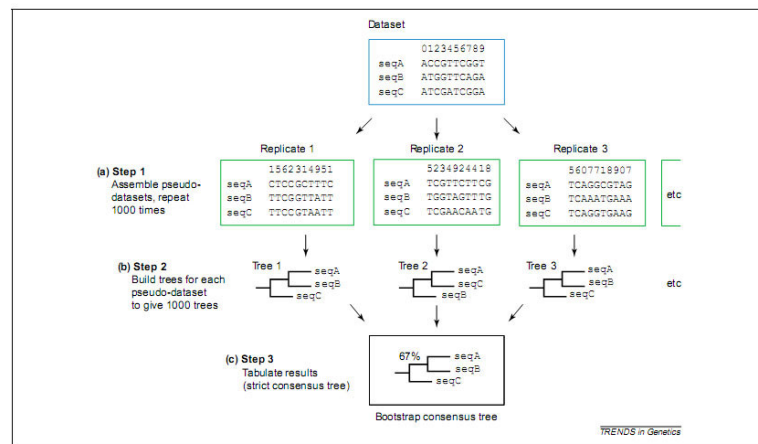 Dataset
0123456789
seqA ACCGTTCGGT
seqB ATGGTTCAGA
seqC ATCGATCGGA
Replicate 1
Replicate 2
Replicate 3
(a) Step 1
Assemble pseudo-
datasets, repeat
1000 times
1562314951
seqA CTCCGCTTTC
seqB TTCGGTTATT
seqC TTCCGTAATT
5234924418
seqA TCGTTCTTCG
seqB TGGTAGTTTG
seqC TCGAACAATG
5607718907
seqA TCAGGCGTAG
seqB TCAAATGAAA
seqC TCAGGTGAAG
etc
(b) Step 2
Build trees for each
pseudo-dataset
to give 1000 trees
Tree 1
seqA
seqB
seqC
Tree 2
seqA
seqC
seqB
Tree 3
seqA
seqB
seqC
etc
(c) Step 3
Tabulate results
(strict consensus tree)
67%
seqA
seqB
seqC
Bootstrap consensus tree
TRENDS in Genetics